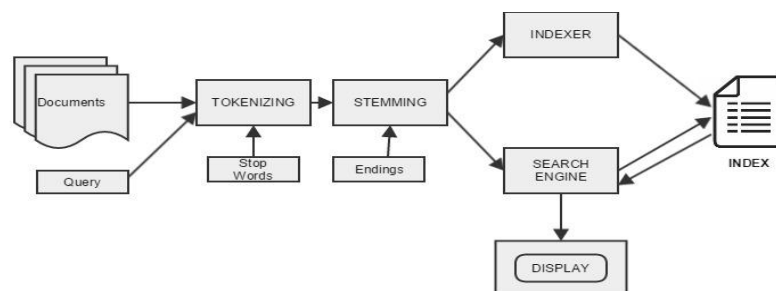 INDEXER
Documents
TOKENIZING
STEMMING
Query
Stop
Words
Endings
SEARCH
ENGINE
INDEX
DISPLAY